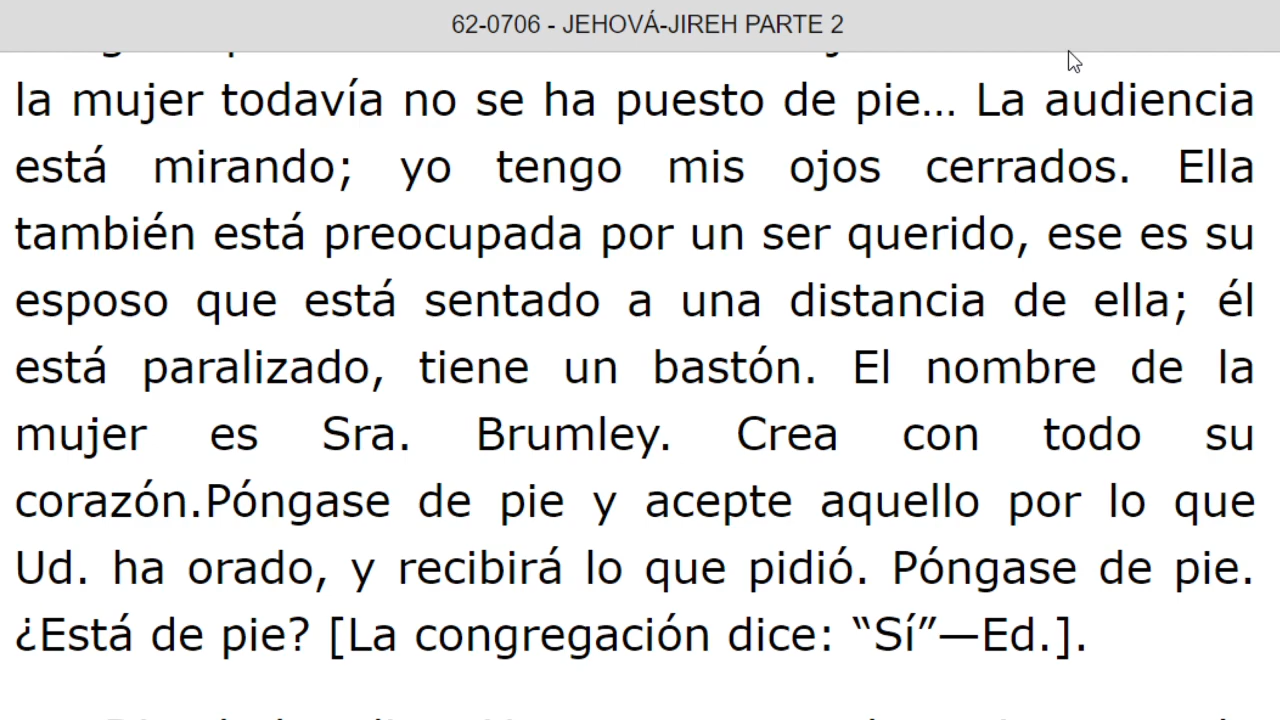 62-0706 - JEHOVÁ-JIREH PARTE 2
la mujer todavía no se ha puesto de pie… La audiencia
está mirando; yo tengo mis ojos cerrados. Ella
también está preocupada por un ser querido, ese es su
esposo que está sentado a una distancia de ella; él
está paralizado, tiene un bastón. El nombre de la
mujer es Sra. Brumley. Crea con todo su
corazón.Póngase de pie y acepte aquello por lo que
Ud. ha orado, y recibirá lo que pidió. Póngase de pie.
¿Está de pie? [La congregación dice: “Sí”—Ed.].